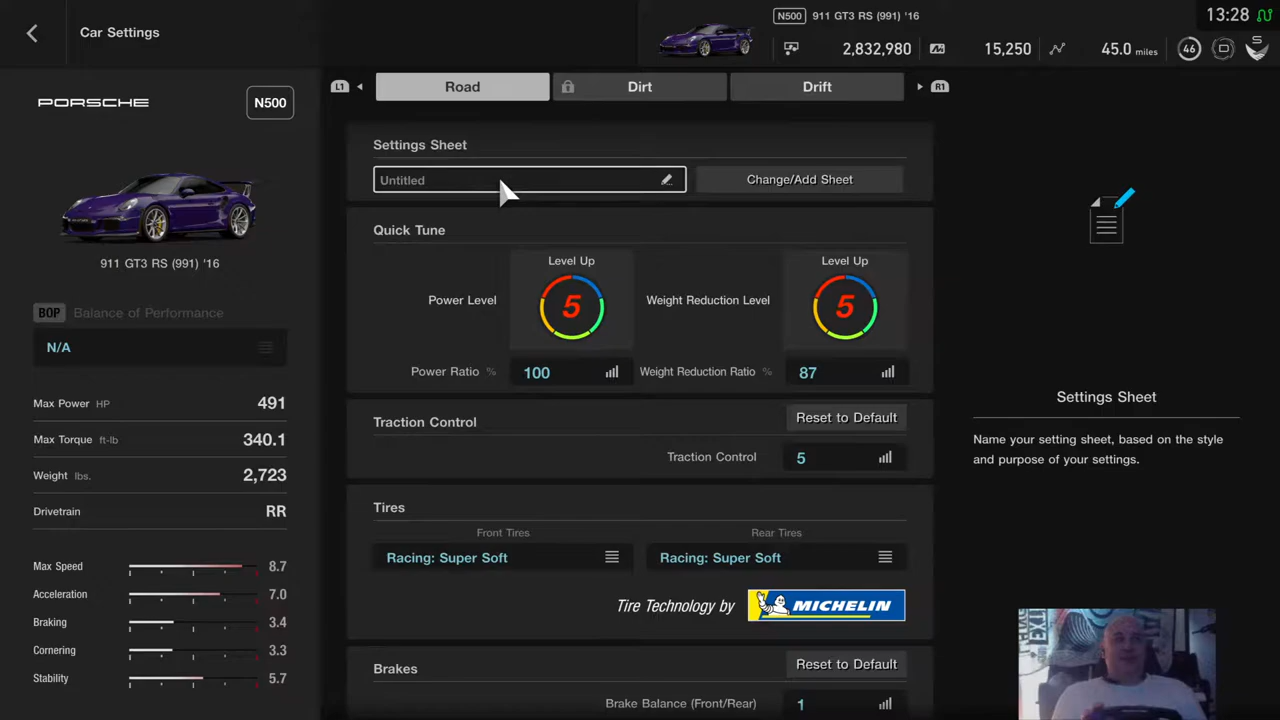 Car Settings
N500 911 GT3 RS (991) '16
2,832,980 15,250 45.0 miles 46 S
13:28
PORSCHE N500
911 GT3 RS (991) '16
BOP Balance of Performance
N/A
Max Power HP 491
Max Torque ft-lb 340.1
Weight lbs. 2,723
Drivetrain RR
Max Speed 8.7
Acceleration 7.0
Braking 3.4
Cornering 3.3
Stability 5.7
L1 Road Dirt Drift R1
Settings Sheet
Untitled Change/Add Sheet
Quick Tune
Level Up Level Up
Power Level 5 Weight Reduction Level 5
Power Ratio % 100 Weight Reduction Ratio % 87
Traction Control Reset to Default
Traction Control 5
Tires
Front Tires Rear Tires
Racing: Super Soft Racing: Super Soft
Tire Technology by MICHELIN
Brakes Reset to Default
Brake Balance (Front/Rear) 1
Settings Sheet
Name your setting sheet, based on the style
and purpose of your settings.